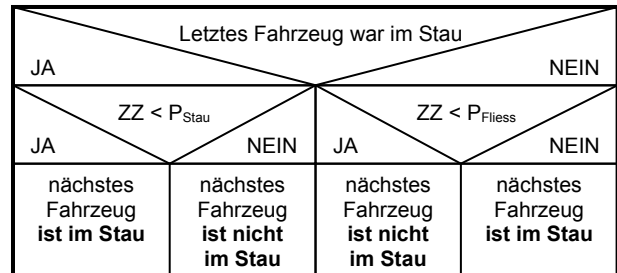 Letztes Fahrzeug war im Stau
JA
NEIN
ZZ < PStau
JA
NEIN
ZZ < PFliess
JA
NEIN
nächstes
Fahrzeug
ist im Stau
nächstes
Fahrzeug
ist nicht
im Stau
nächstes
Fahrzeug
ist nicht
im Stau
nächstes
Fahrzeug
ist im Stau